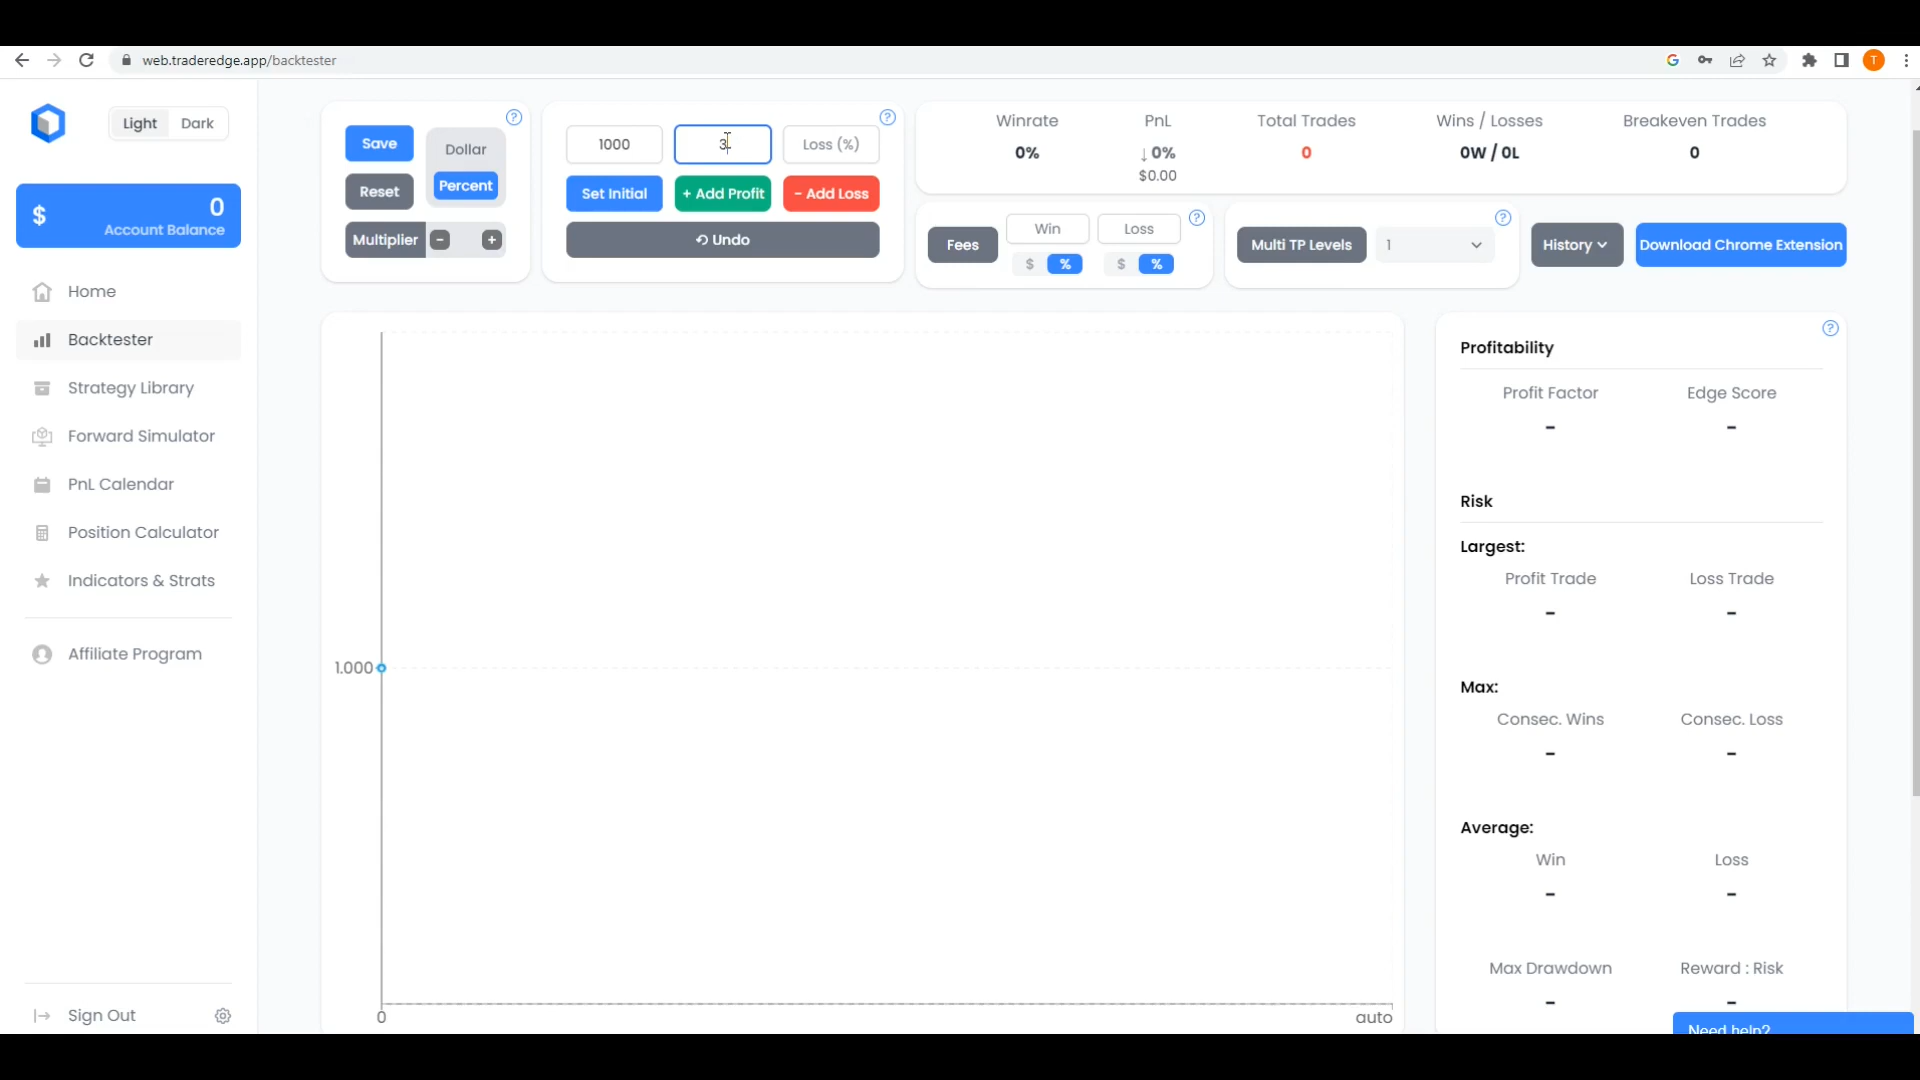 web.traderedge.app/backtester
T
Light
Dark
$
0
Account Balance
Home
Backtester
Strategy Library
Forward Simulator
PnL Calendar
Position Calculator
Indicators & Strats
Affiliate Program
Sign Out
Save
Dollar
Reset
Percent
Multiplier - +
?
1000
3
Loss (%)
Set Initial
+ Add Profit
- Add Loss
Undo
?
Winrate
0%
PnL
↓0%
$0.00
Total Trades
0
Wins / Losses
0W / 0L
Breakeven Trades
0
Fees
Win
Loss
$ %
$ %
?
Multi TP Levels
1
?
History
Download Chrome Extension
1.000
0
auto
?
Profitability
Profit Factor
Edge Score
-
-
Risk
Largest:
Profit Trade
Loss Trade
-
-
Max:
Consec. Wins
Consec. Loss
-
-
Average:
Win
Loss
-
-
Max Drawdown
Reward : Risk
-
-
Need help?